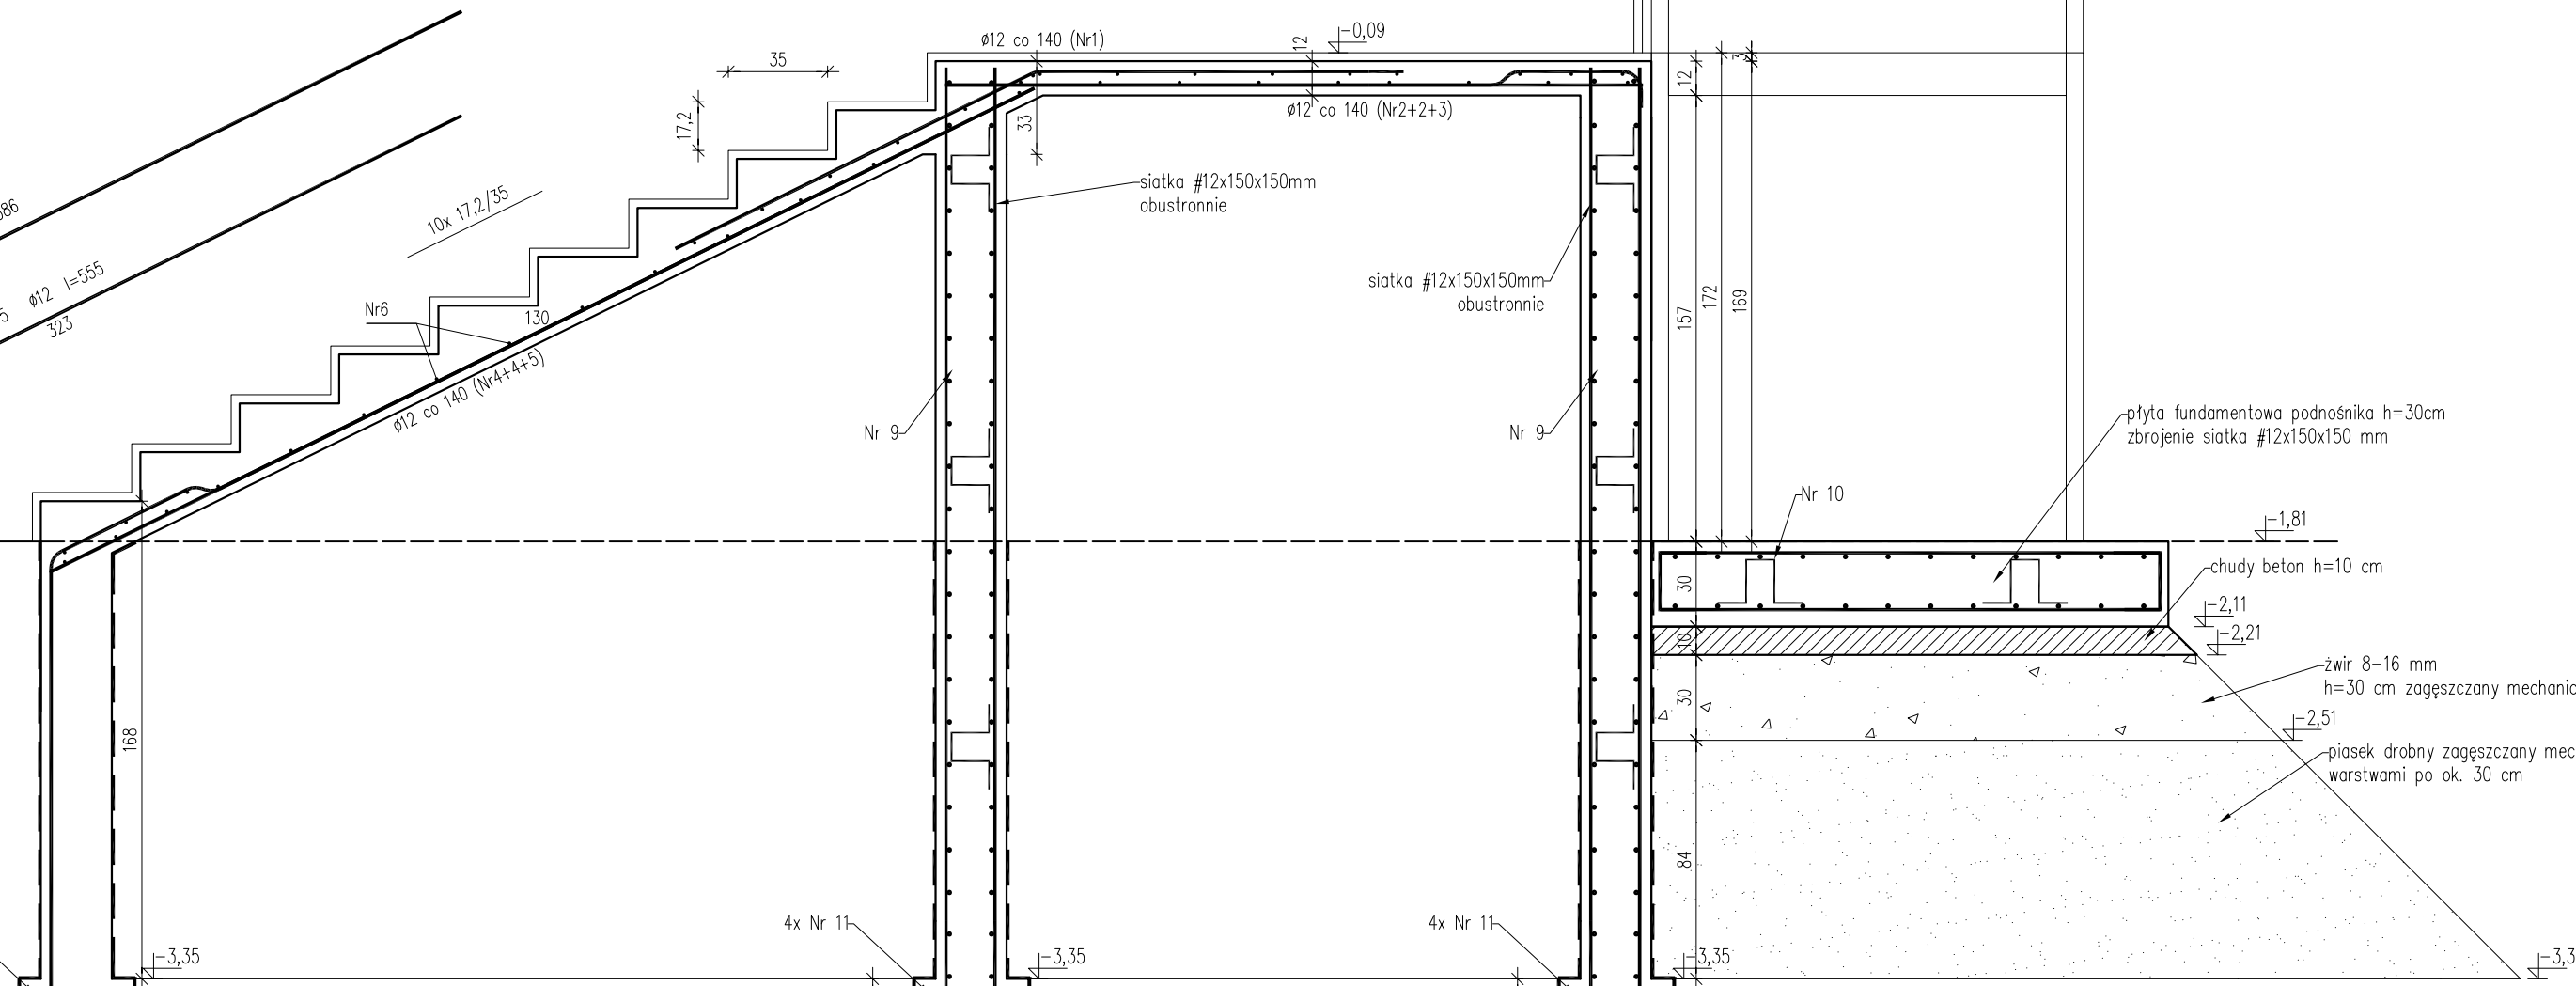 ø12 co 140 (Nr1)
-0,09
12
35
17,2
33
ø12 co 140 (Nr2+2+3)
12
3
siatka #12x150x150mm
obustronnie
10x 17,2/35
ø12 l=555
323
siatka #12x150x150mm
obustronnie
Nr6
130
ø12 co 140 (Nr4+4+5)
157
172
169
Nr 9
Nr 9
płyta fundamentowa podnośnika h=30cm
zbrojenie siatka #12x150x150 mm
Nr 10
-1,81
chudy beton h=10 cm
30
-2,11
10
-2,21
żwir 8-16 mm
h=30 cm zagęszczany
30
-2,51
168
piasek drobny zagęszczany
warstwami po ok. 30 cm
84
4x Nr 11
4x Nr 11
-3,35
-3,35
-3,35